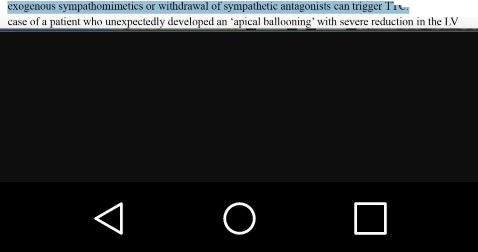 exogenous sympathomimetics or withdrawal of sympathetic antagonists can trigger TTC.
case of a patient who unexpectedly developed an ‘apical ballooning’ with severe reduction in the LV